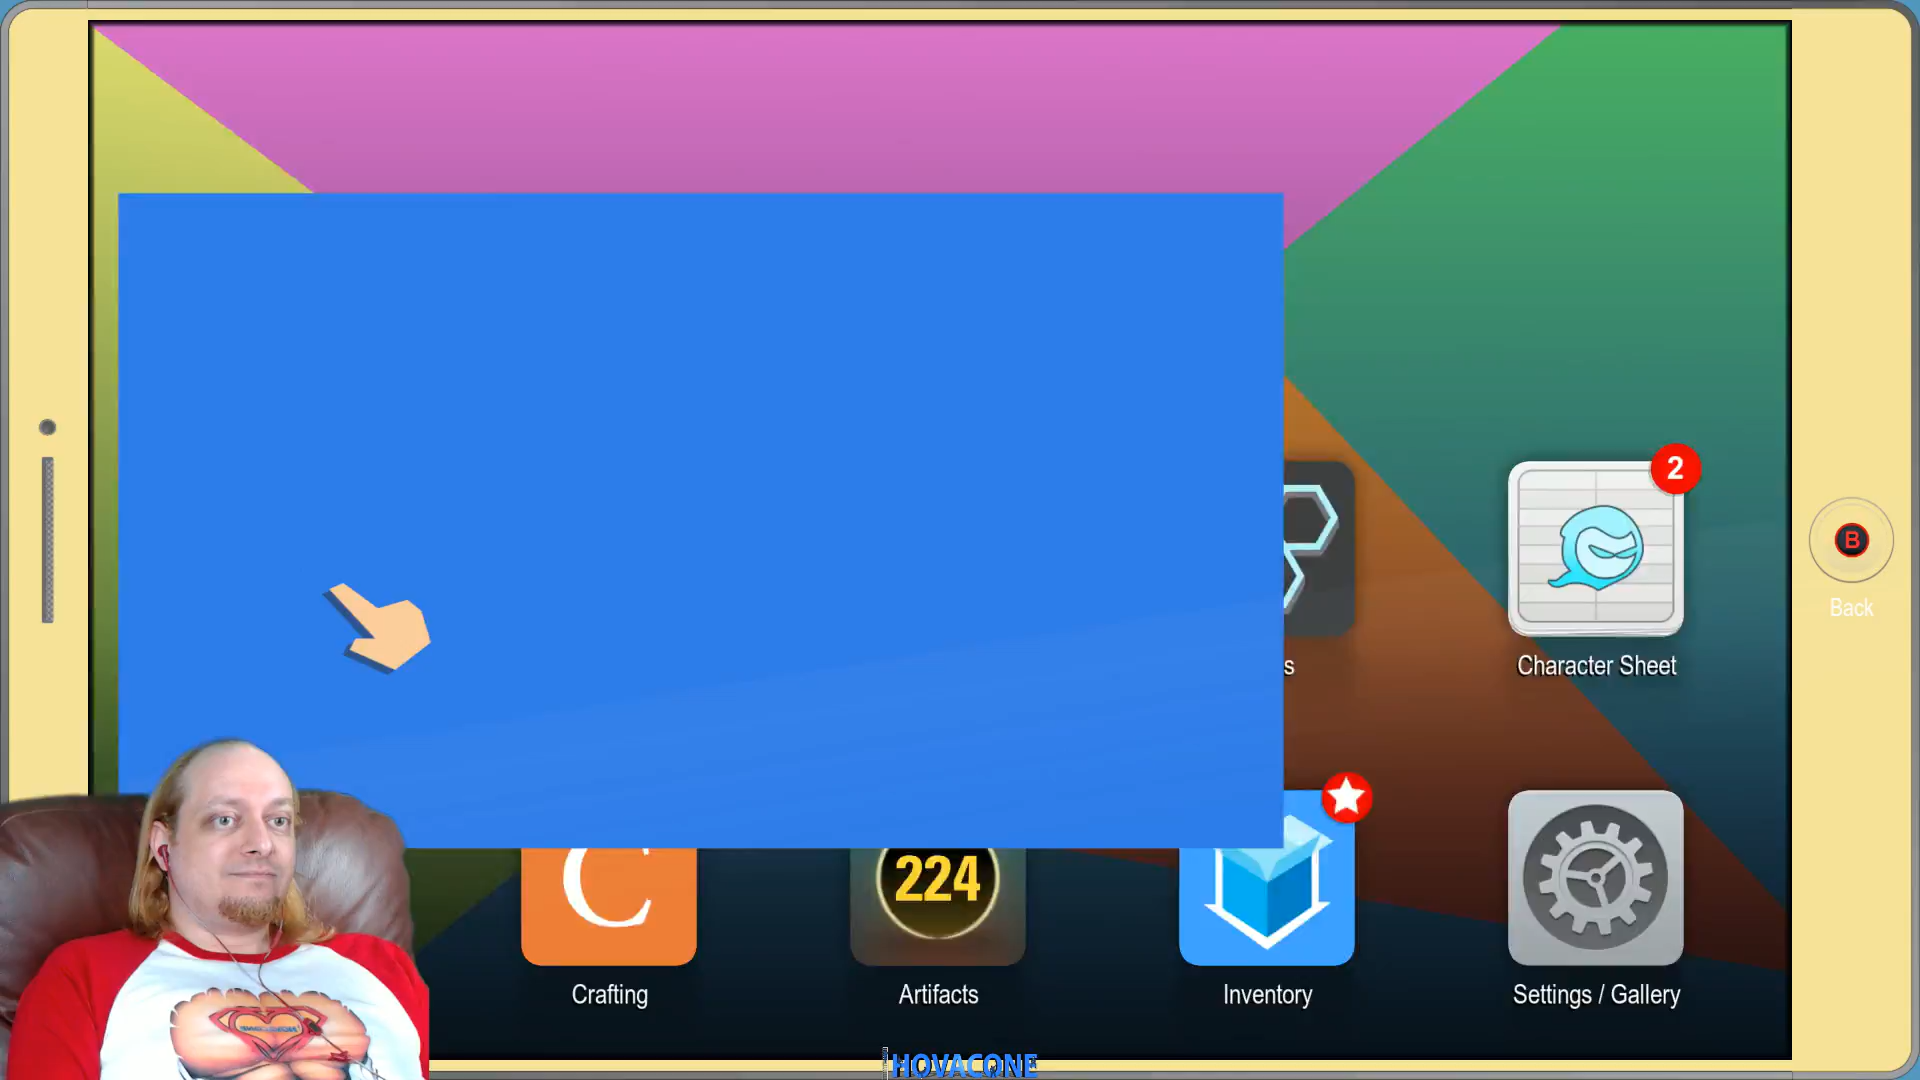 2
B
Back
s
Character Sheet
C
224
Crafting
Artifacts
Inventory
Settings / Gallery
HOVACONE